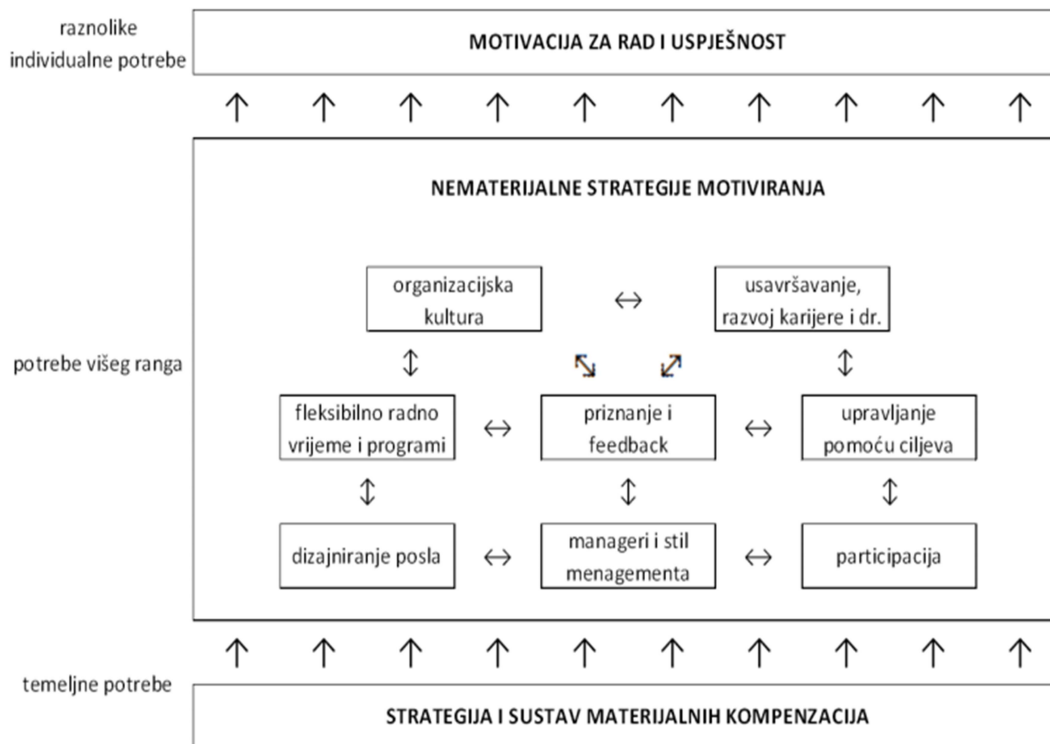 raznolike
individualne potrebe
MOTIVACIJA ZA RAD I USPJEŠNOST
NEMATERIJALNE STRATEGIJE MOTIVIRANJA
organizacijska
kultura
usavršavanje,
razvoj karijere i dr.
potrebe višeg ranga
fleksibilno radno
vrijeme i programi
priznanje i
feedback
upravljanje
pomoću ciljeva
dizajniranje posla
manageri i stil
menagementa
participacija
temeljne potrebe
STRATEGIJA I SUSTAV MATERIJALNIH KOMPENZACIJA